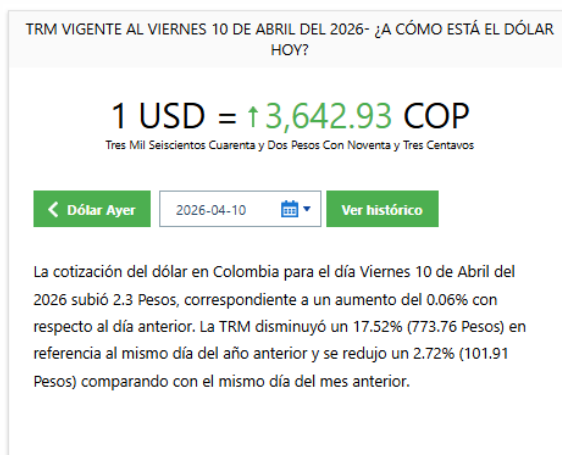 TRM VIGENTE AL VIERNES 10 DE ABRIL DEL 2026- ¿A CÓMO ESTÁ EL DÓLAR
HOY?
1 USD = ↑3,642.93 COP
Tres Mil Seiscientos Cuarenta y Dos Pesos Con Noventa y Tres Centavos
Dólar Ayer 2026-04-10 Ver histórico
La cotización del dólar en Colombia para el día Viernes 10 de Abril del
2026 subió 2.3 Pesos, correspondiente a un aumento del 0.06% con
respecto al día anterior. La TRM disminuyó un 17.52% (773.76 Pesos) en
referencia al mismo día del año anterior y se redujo un 2.72% (101.91
Pesos) comparando con el mismo día del mes anterior.